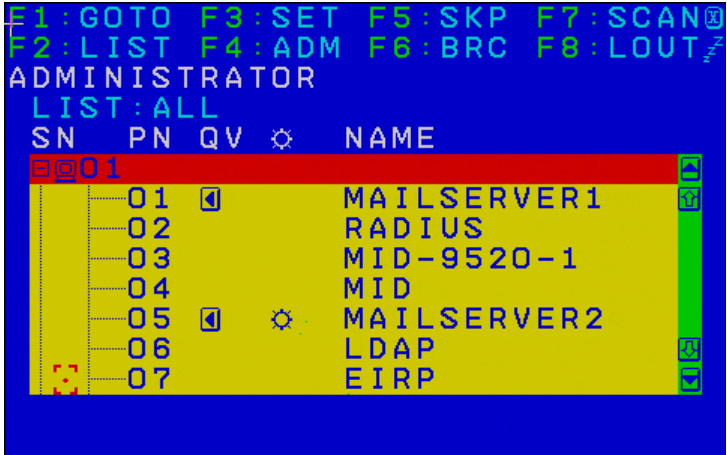 F1:GOTO F3:SET F5:SKP F7:SCAN
F2:LIST F4:ADM F6:BRC F8:LOUT
ADMINISTRATOR
LIST:ALL
SN PN QV NAME
01
01 MAILSERVER1
02 RADIUS
03 MID-9520-1
04 MID
05 MAILSERVER2
06 LDAP
07 EIRP